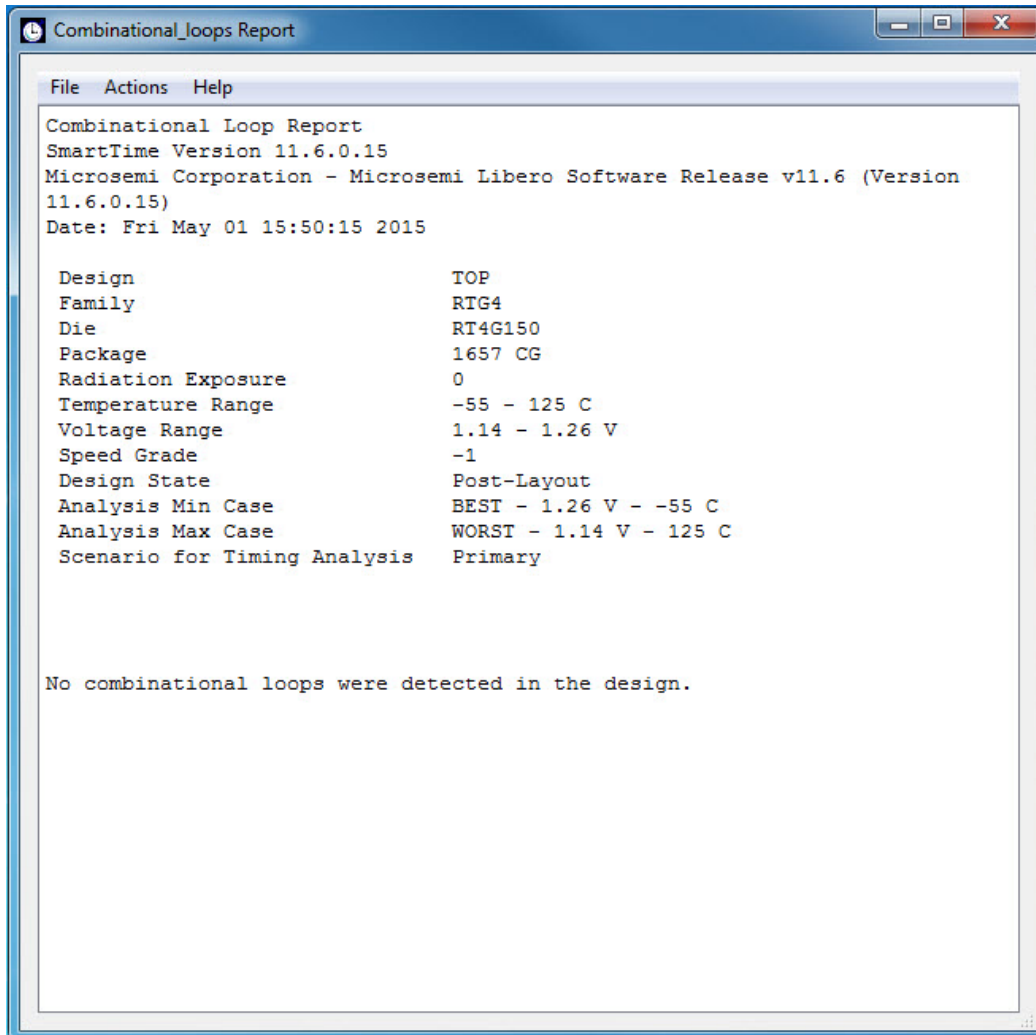 Combinational_loops Report
File Actions Help
Combinational Loop Report
SmartTime Version 11.6.0.15
Microsemi Corporation - Microsemi Libero Software Release v11.6 (Version
11.6.0.15)
Date: Fri May 01 15:50:15 2015
Design TOP
Family RTG4
Die RT4G150
Package 1657 CG
Radiation Exposure 0
Temperature Range -55 - 125 C
Voltage Range 1.14 - 1.26 V
Speed Grade -1
Design State Post-Layout
Analysis Min Case BEST - 1.26 V - -55 C
Analysis Max Case WORST - 1.14 V - 125 C
Scenario for Timing Analysis Primary
No combinational loops were detected in the design.